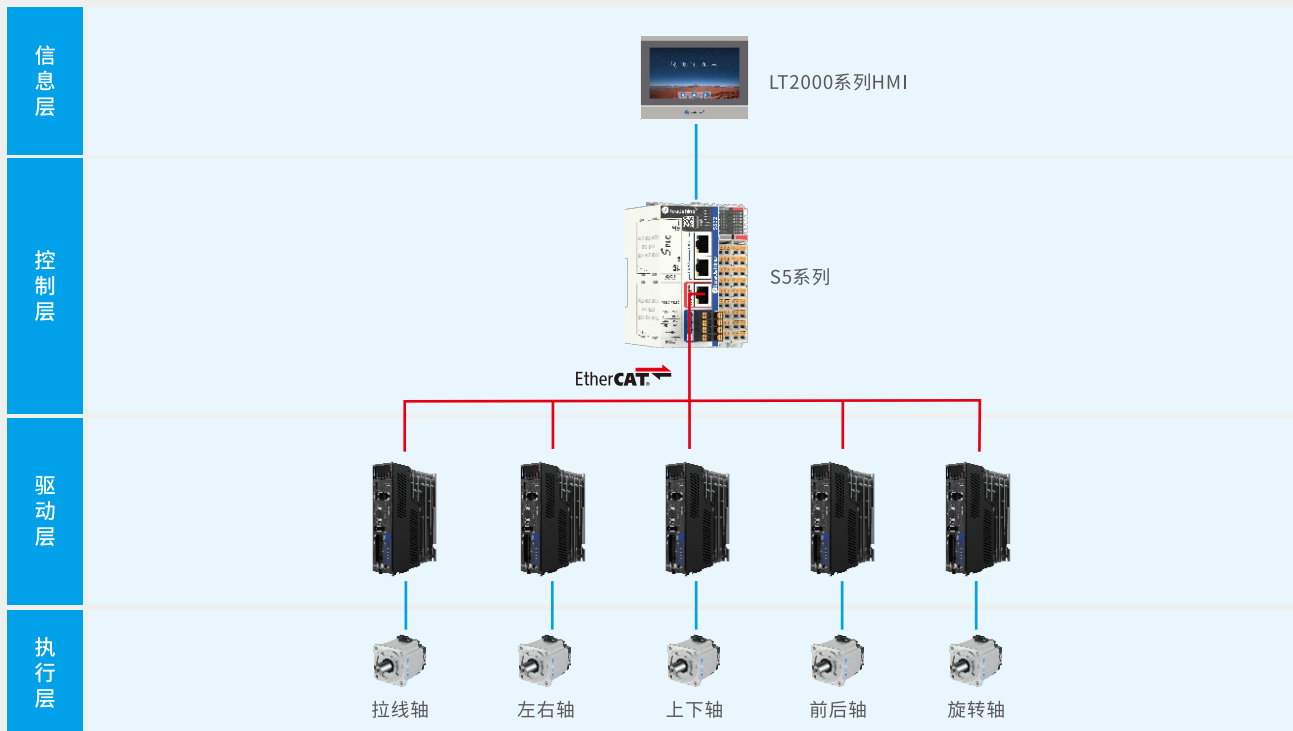 信息层
LT2000系列HMI
控制层
S5系列
EtherCAT
驱动层
执行层
拉线轴
左右轴
上下轴
前后轴
旋转轴